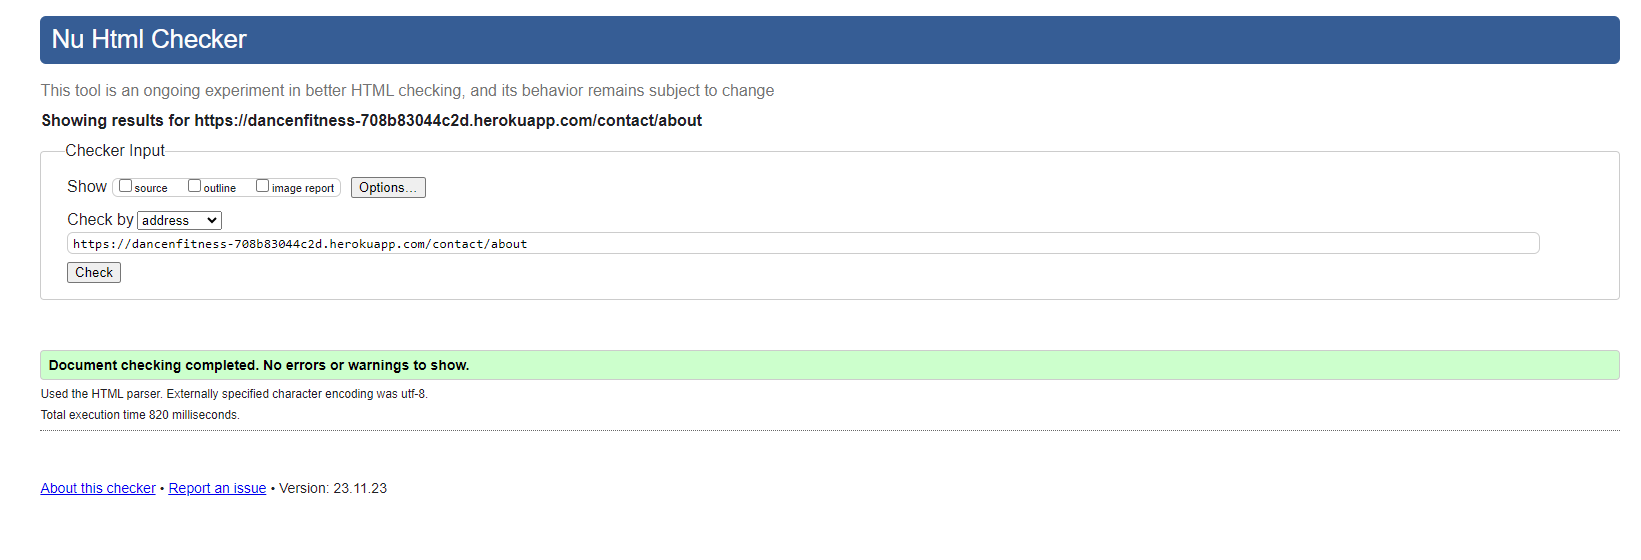 Nu Html Checker
This tool is an ongoing experiment in better HTML checking, and its behavior remains subject to change
Showing results for https://dancenfitness-708b83044c2d.herokuapp.com/contact/about
Checker Input
Show source outline image report Options...
Check by address
https://dancenfitness-708b83044c2d.herokuapp.com/contact/about
Check
Document checking completed. No errors or warnings to show.
Used the HTML parser. Externally specified character encoding was utf-8.
Total execution time 820 milliseconds.
About this checker • Report an issue • Version: 23.11.23